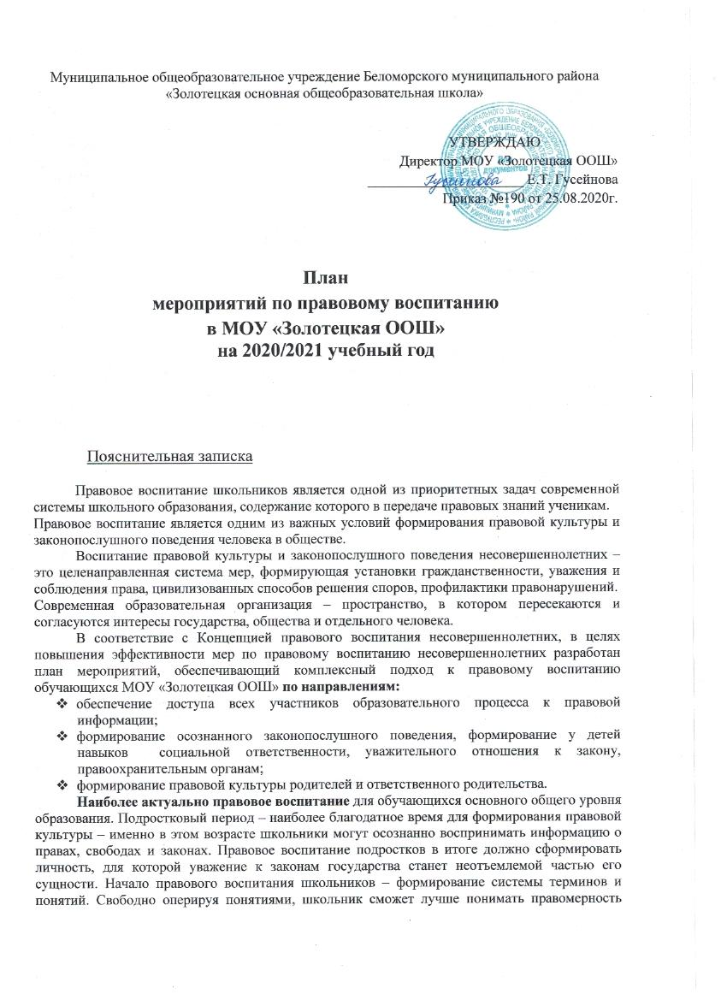 Муниципальное общеобразовательное учреждение Беломорского муниципального района
«Золотецкая основная общеобразовательная школа»
УТВЕРЖДАЮ
Директор МОУ «Золотецкая ООШ»
Е.Т. Гусейнова
Приказ №190 от 25.08.2020г.
План
мероприятий по правовому воспитанию
в МОУ «Золотецкая ООШ»
на 2020/2021 учебный год
Пояснительная записка
Правовое воспитание школьников является одной из приоритетных задач современной
системы школьного образования, содержание которого в передаче правовых знаний ученикам.
Правовое воспитание является одним из важных условий формирования правовой культуры и
законопослушного поведения человека в обществе.
Воспитание правовой культуры и законопослушного поведения несовершеннолетних –
это целенаправленная система мер, формирующая установки гражданственности, уважения и
соблюдения права, цивилизованных способов решения споров, профилактики правонарушений.
Современная образовательная организация – пространство, в котором пересекаются и
согласуются интересы государства, общества и отдельного человека.
В соответствие с Концепцией правового воспитания несовершеннолетних, в целях
повышения эффективности мер по правовому воспитанию несовершеннолетних разработан
план мероприятий, обеспечивающий комплексный подход к правовому воспитанию
обучающихся МОУ «Золотецкая ООШ» по направлениям:
❖ обеспечение доступа всех участников образовательного процесса к правовой
информации;
❖ формирование осознанного законопослушного поведения, формирование у детей
навыков социальной ответственности, уважительного отношения к закону,
правоохранительным органам;
❖ формирование правовой культуры родителей и ответственного родительства.
Наиболее актуально правовое воспитание для обучающихся основного общего уровня
образования. Подростковый период – наиболее благодатное время для формирования правовой
культуры – именно в этом возрасте школьники могут осознанно воспринимать информацию о
правах, свободах и законах. Правовое воспитание подростков в итоге должно сформировать
личность, для которой уважение к законам государства станет неотъемлемой частью его
сущности. Начало правового воспитания школьников – формирование системы терминов и
понятий. Свободно оперируя понятиями, школьник сможет лучше понимать правомерность